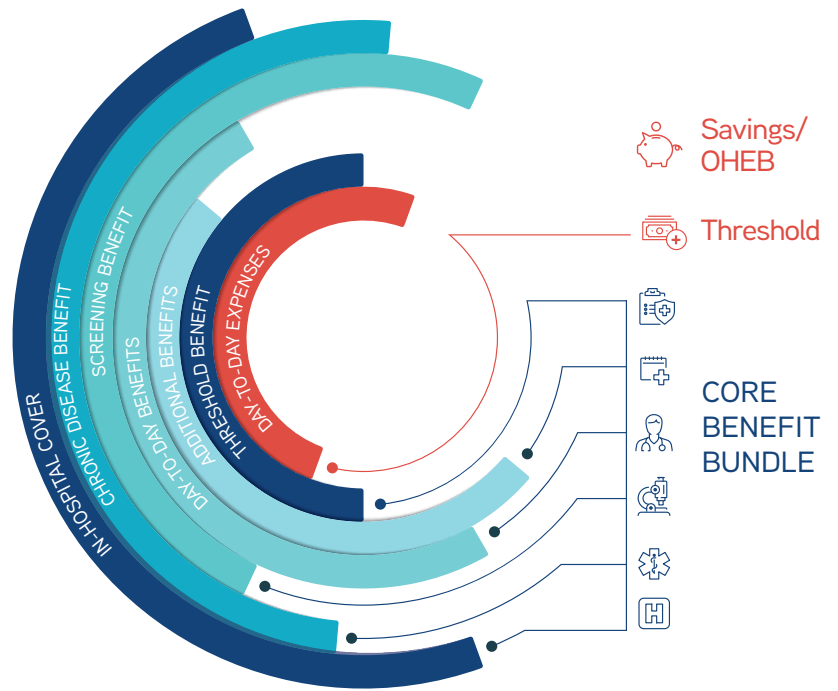 IN-HOSPITAL COVER
CHRONIC DISEASE BENEFIT
SCREENING BENEFIT
DAY-TO-DAY BENEFITS
ADDITIONAL BENEFITS
THRESHOLD BENEFIT
DAY-TO-DAY EXPENSES
Savings/
OHEB
Threshold
CORE
BENEFIT
BUNDLE
H